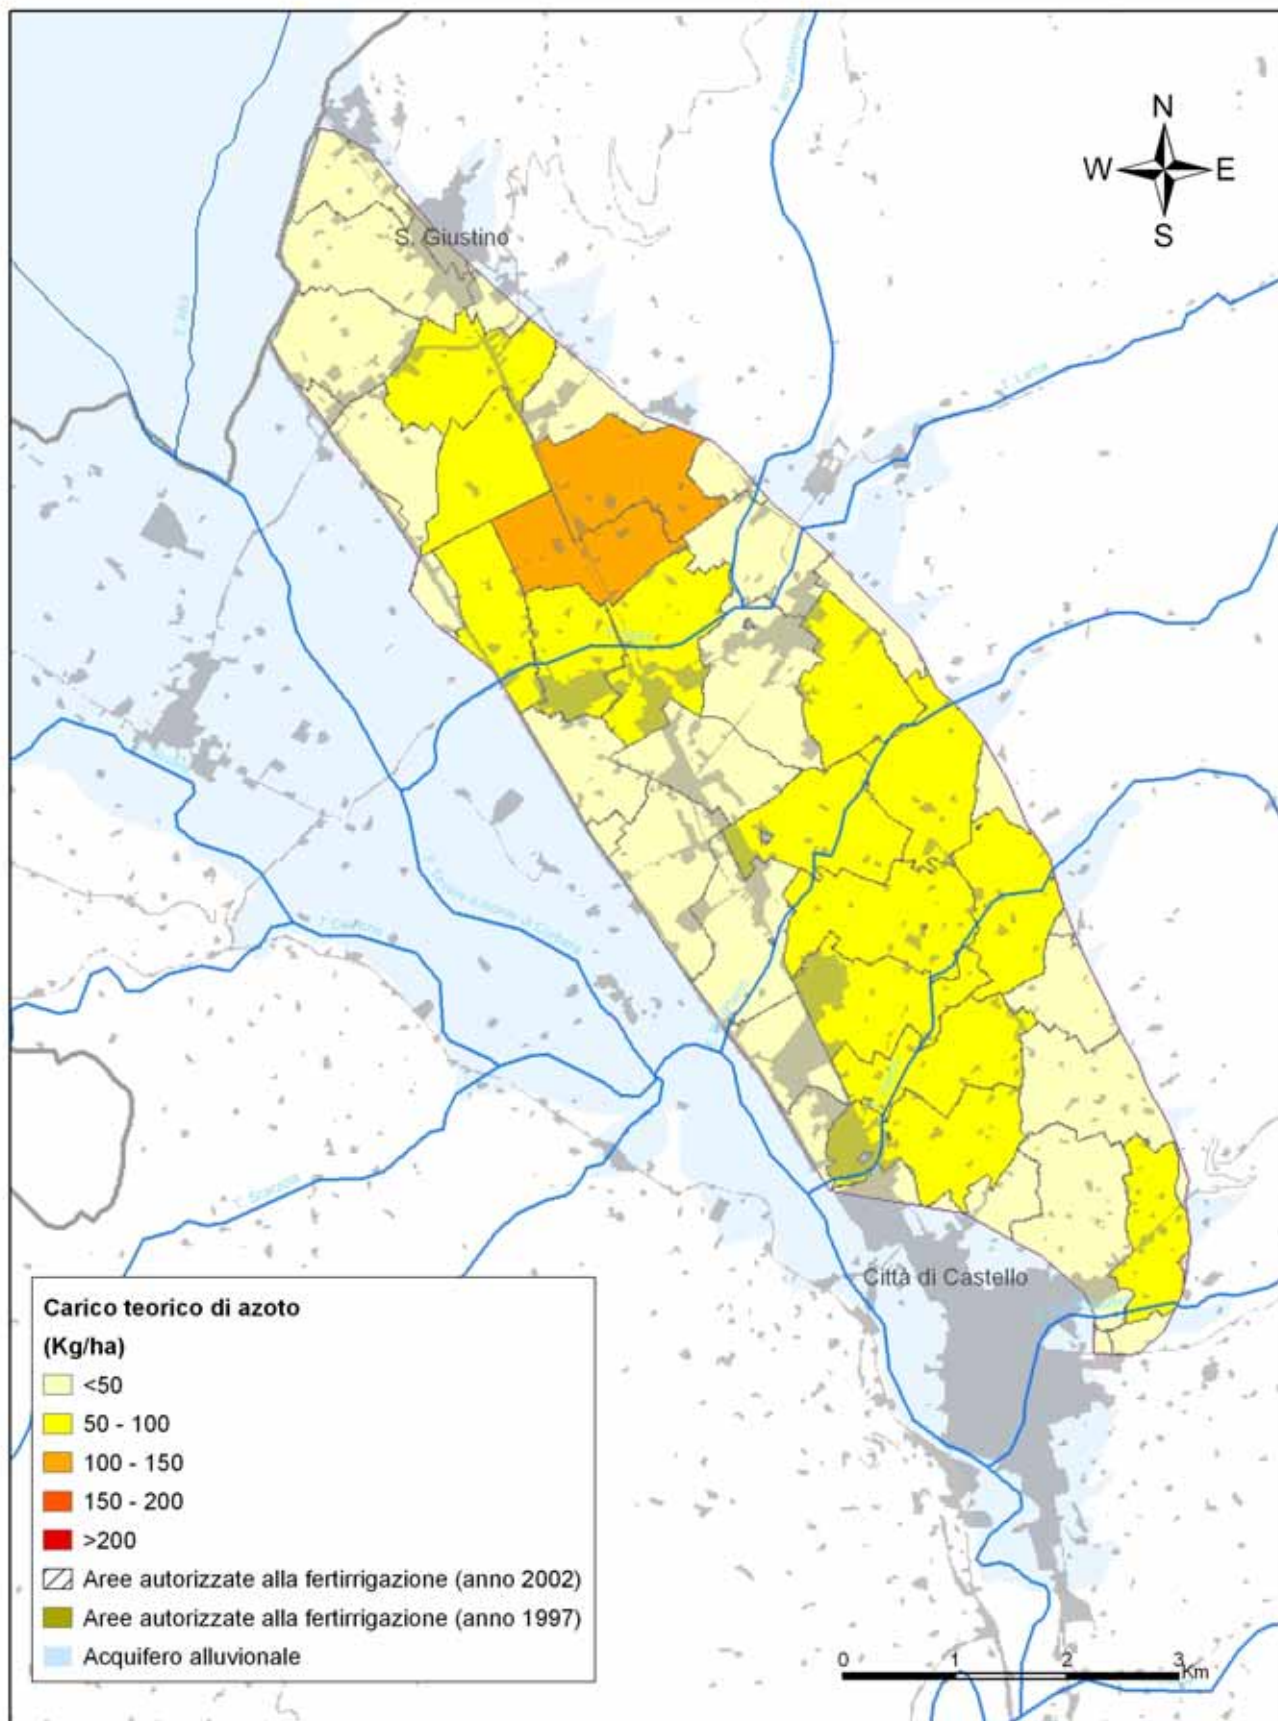 N
W E
S
S. Giustino
T. Cerfone
Città di Castello
Carico teorico di azoto
(Kg/ha)
<50
50 - 100
100 - 150
150 - 200
>200
Aree autorizzate alla fertirrigazione (anno 2002)
Aree autorizzate alla fertirrigazione (anno 1997)
Acquifero alluvionale
0 1 2 3
Km